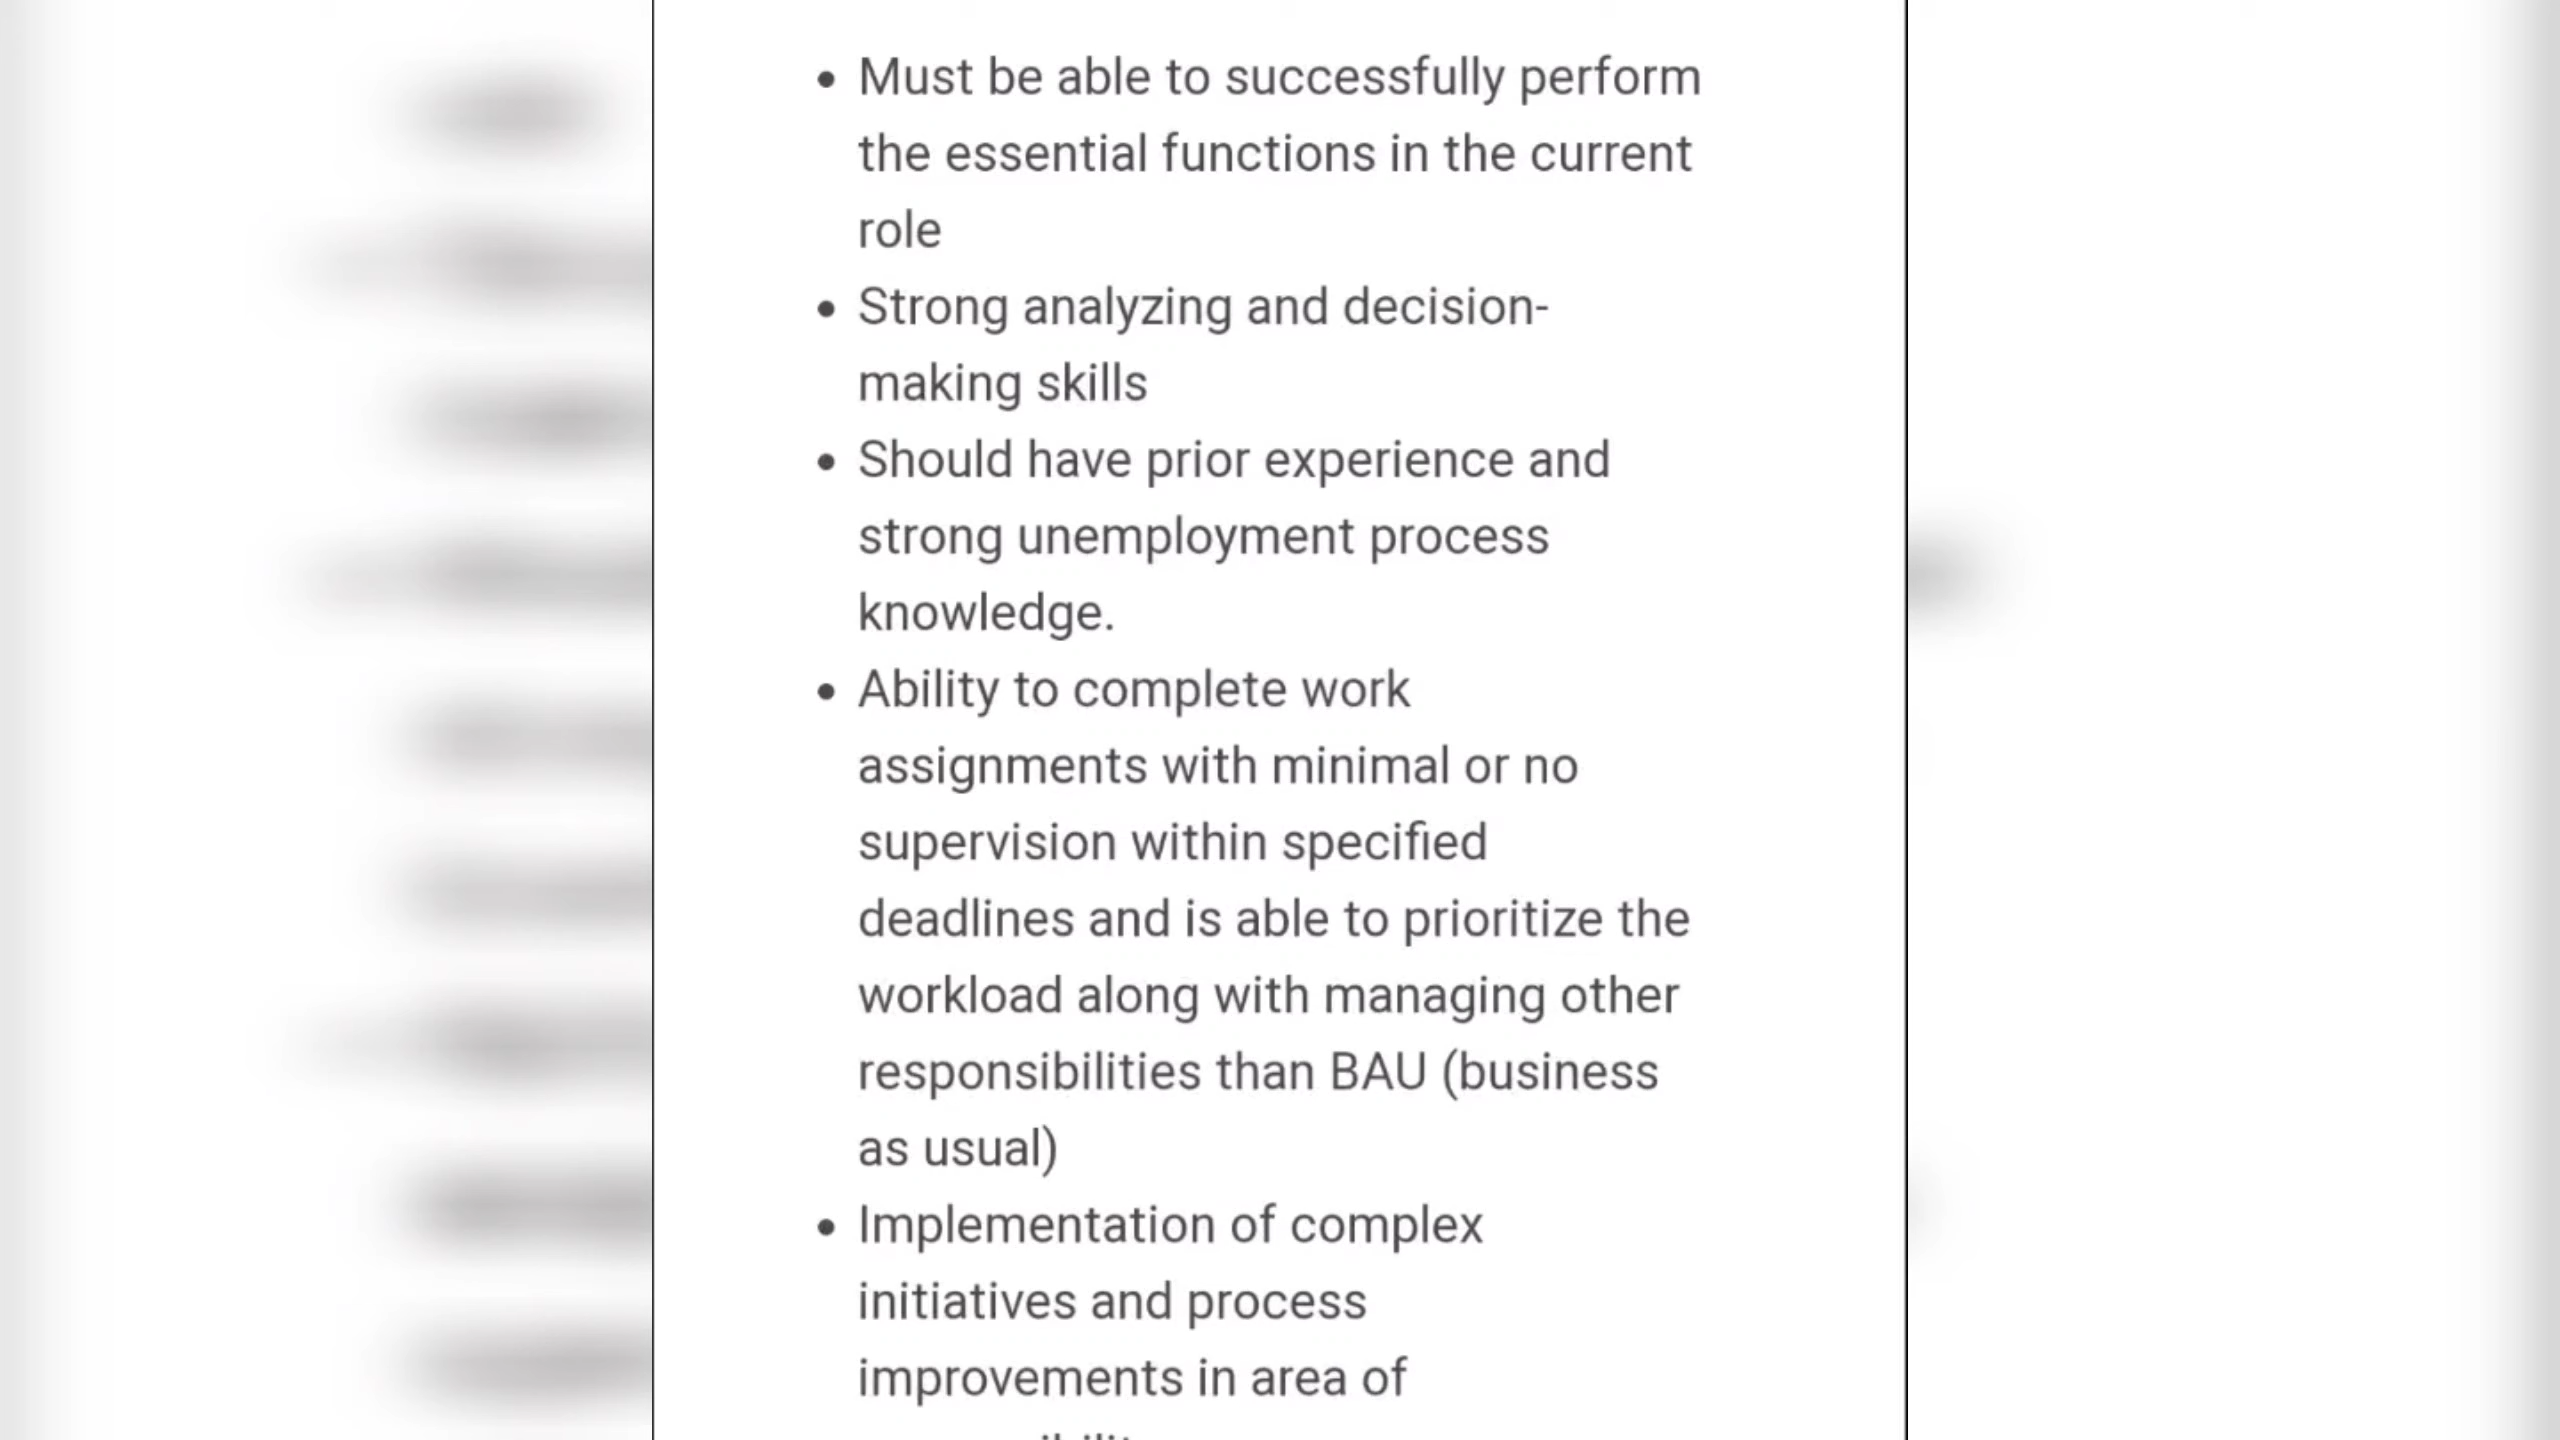 • Must be able to successfully perform
the essential functions in the current
role
• Strong analyzing and decision-
making skills
• Should have prior experience and
strong unemployment process
knowledge.
• Ability to complete work
assignments with minimal or no
supervision within specified
deadlines and is able to prioritize the
workload along with managing other
responsibilities than BAU (business
as usual)
• Implementation of complex
initiatives and process
improvements in area of